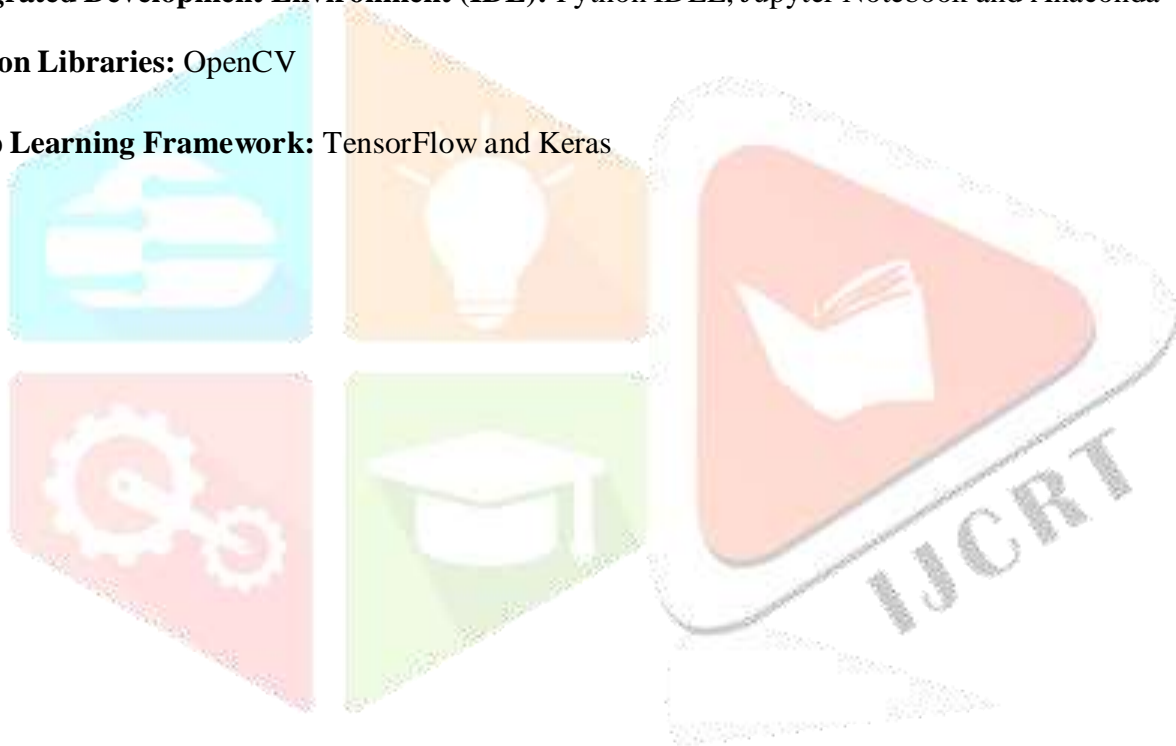 grated Development Environment (IDE): Python IDLE, Jupyter Notebook and Anaconda
on Libraries: OpenCV
Learning Framework: TensorFlow and Keras
IJCRT